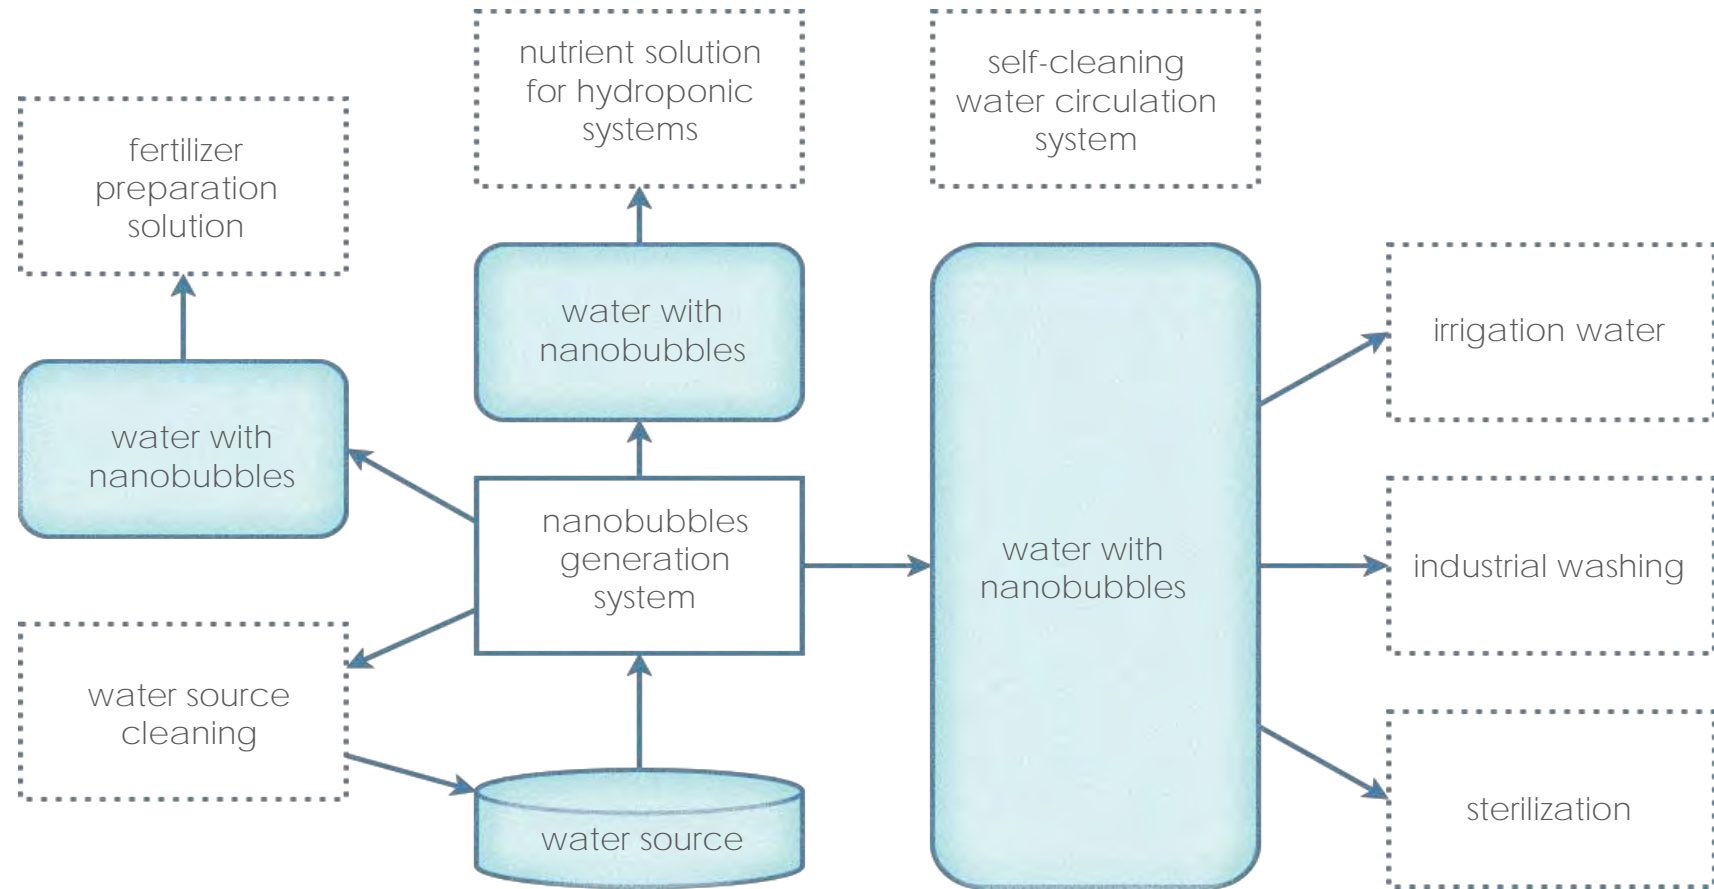 nutrient solution
for hydroponic
systems
self-cleaning
water circulation
system
fertilizer
preparation
solution
water with
nanobubbles
irrigation water
water with
nanobubbles
nanobubbles
generation
system
water with
nanobubbles
industrial washing
water source
cleaning
water source
sterilization